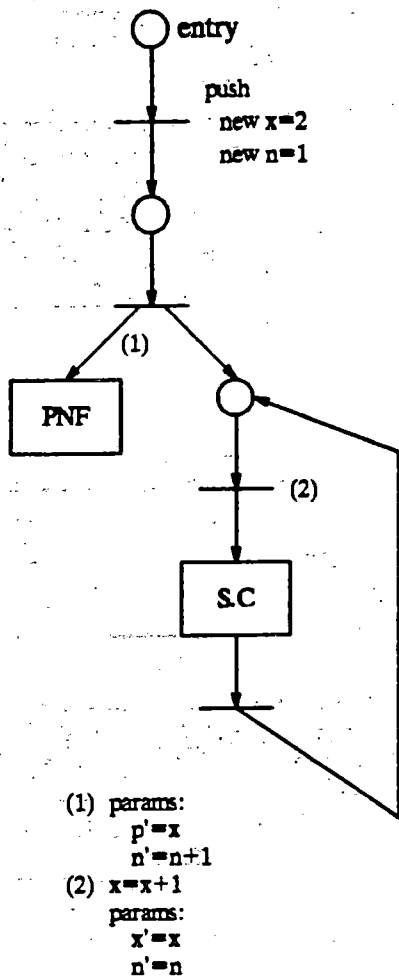 entry
push
new x=2
new n=1
(1)
PNF
(2)
S.C
(1) params:
p'=x
n'=n+1
(2) x=x+1
params:
x'=x
n'=n